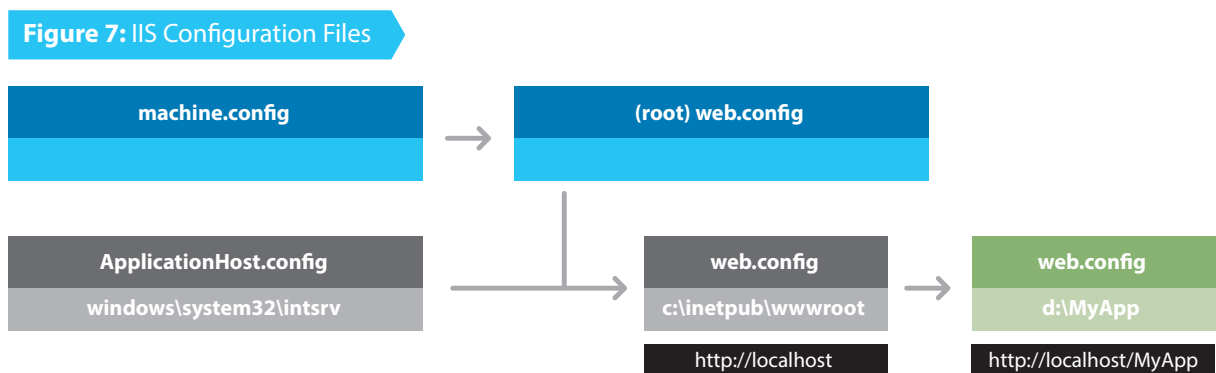 Figure 7: IIS Configuration Files
machine.config
(root) web.config
ApplicationHost.config
windows\system32\intsrv
web.config
c:\inetpub\wwwroot
http://localhost
web.config
d:\MyApp
http://localhost/MyApp